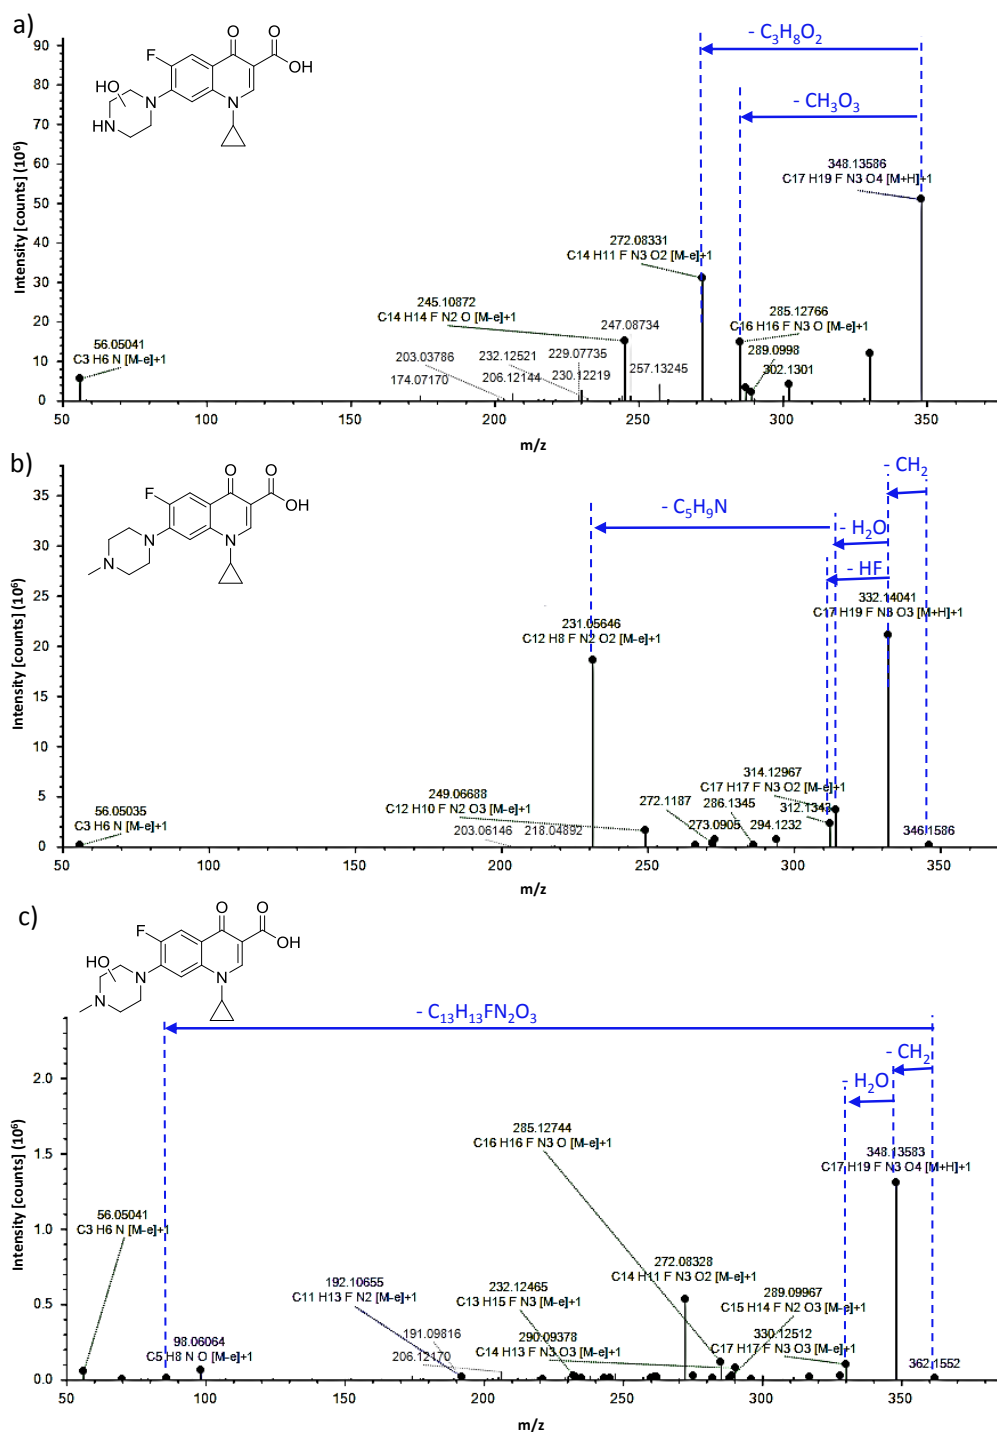 a)
- C3H8O2
- CH3O3
F
O
O
OH
HO
N
HN
N
348.13586
C17 H19 F N3 O4 [M+H]+1
272.08331
C14 H11 F N3 O2 [M-e]+1
245.10872
C14 H14 F N2 O [M-e]+1
247.08734
285.12766
C16 H16 F N3 O [M-e]+1
56.05041
C3 H6 N [M-e]+1
203.03786
232.12521
229.07735
289.0998
174.07170
206.12144
230.12219
257.13245
302.1301
Intensity [counts] (10⁶)
90
80
70
60
50
40
30
20
10
0
50 100 150 200 250 300 350
m/z
b)
- CH2
- C5H9N
- H2O
- HF
F
O
O
OH
N
N
N
332.14041
C17 H19 F N3 O3 [M+H]+1
231.05646
C12 H8 F N2 O2 [M-e]+1
314.12967
C17 H17 F N3 O2 [M-e]+1
249.06688
C12 H10 F N2 O3 [M-e]+1
272.1187
286.1345
312.1343
56.05035
C3 H6 N [M-e]+1
203.06146
218.04892
273.0905
294.1232
346.1586
Intensity [counts] (10⁶)
35
30
25
20
15
10
5
0
50 100 150 200 250 300 350
m/z
c)
F
O
O
OH
HO
N
N
N
- C13H13FN2O3
- CH2
- H2O
348.13583
C17 H19 F N3 O4 [M+H]+1
285.12744
C16 H16 F N3 O [M-e]+1
56.05041
C3 H6 N [M-e]+1
272.08328
C14 H11 F N3 O2 [M-e]+1
192.10655
C11 H13 F N2 [M-e]+1
232.12465
C13 H15 F N3 [M-e]+1
289.09967
C15 H14 F N2 O3 [M-e]+1
98.06064
C5 H8 N O [M-e]+1
191.09816
206.12170
290.09378
C14 H13 F N3 O3 [M-e]+1
330.12512
C17 H17 F N3 O3 [M-e]+1
362.1552
Intensity [counts] (10⁶)
2.0
1.5
1.0
0.5
0.0
50 100 150 200 250 300 350
m/z